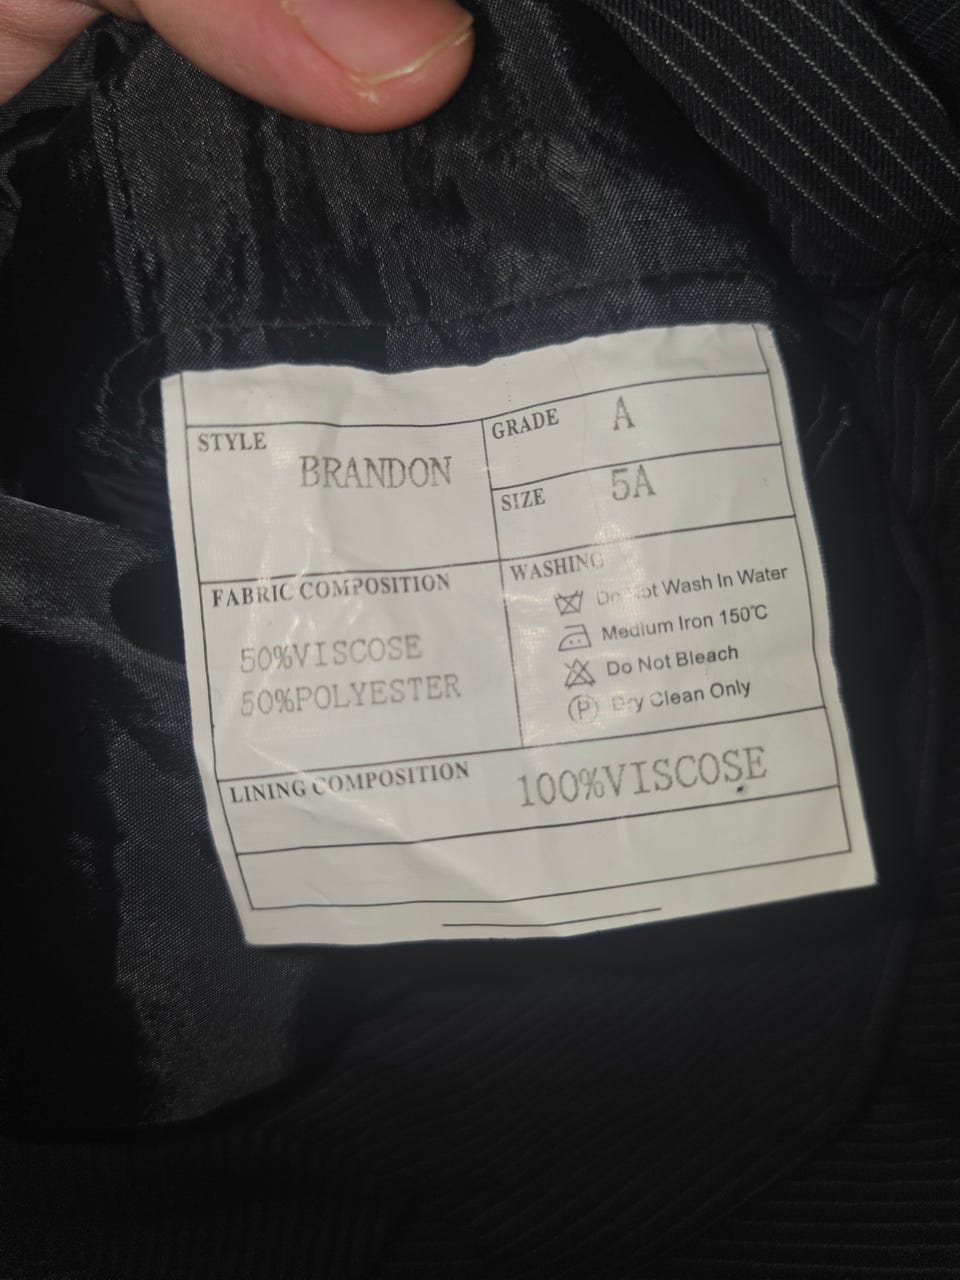 STYLE
BRANDON
GRADE A
SIZE 5A
FABRIC COMPOSITION
50%VISCOSE
50%POLYESTER
WASHING
Do Not Wash In Water
Medium Iron 150℃
Do Not Bleach
P Dry Clean Only
LINING COMPOSITION 100%VISCOSE